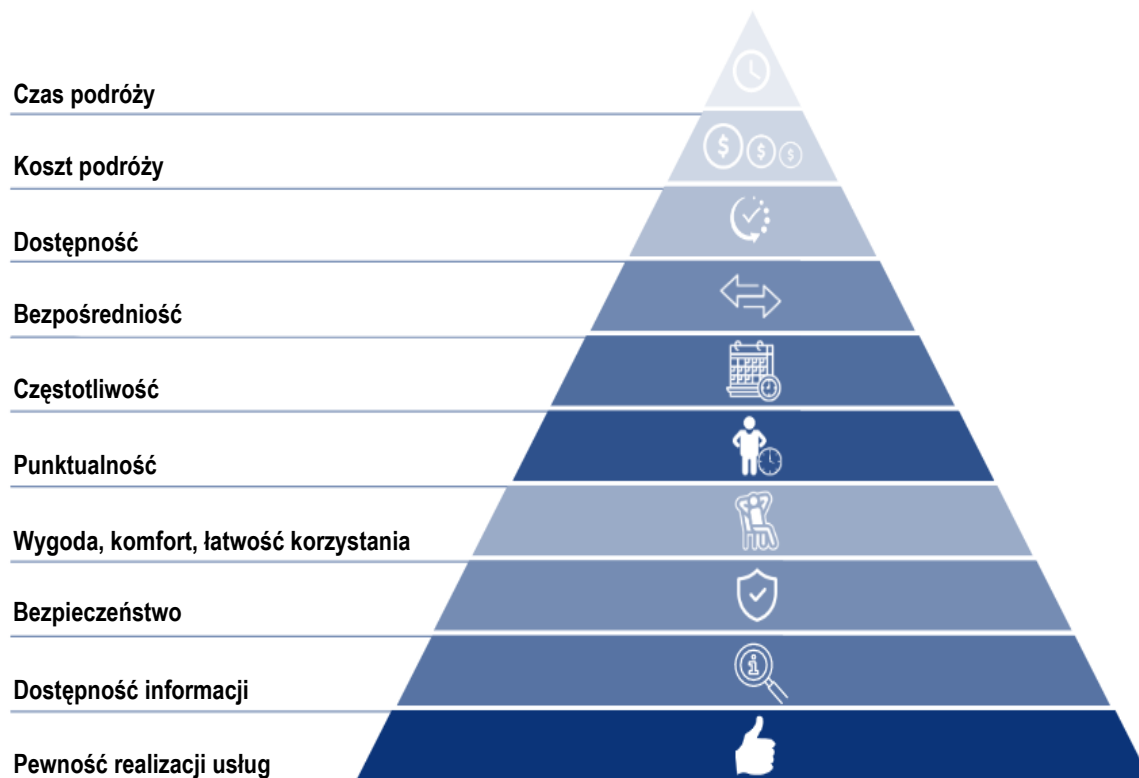 Czas podróży
Koszt podróży
Dostępność
Bezpośredniość
Częstotliwość
Punktualność
Wygoda, komfort, łatwość korzystania
Bezpieczeństwo
Dostępność informacji
Pewność realizacji usług